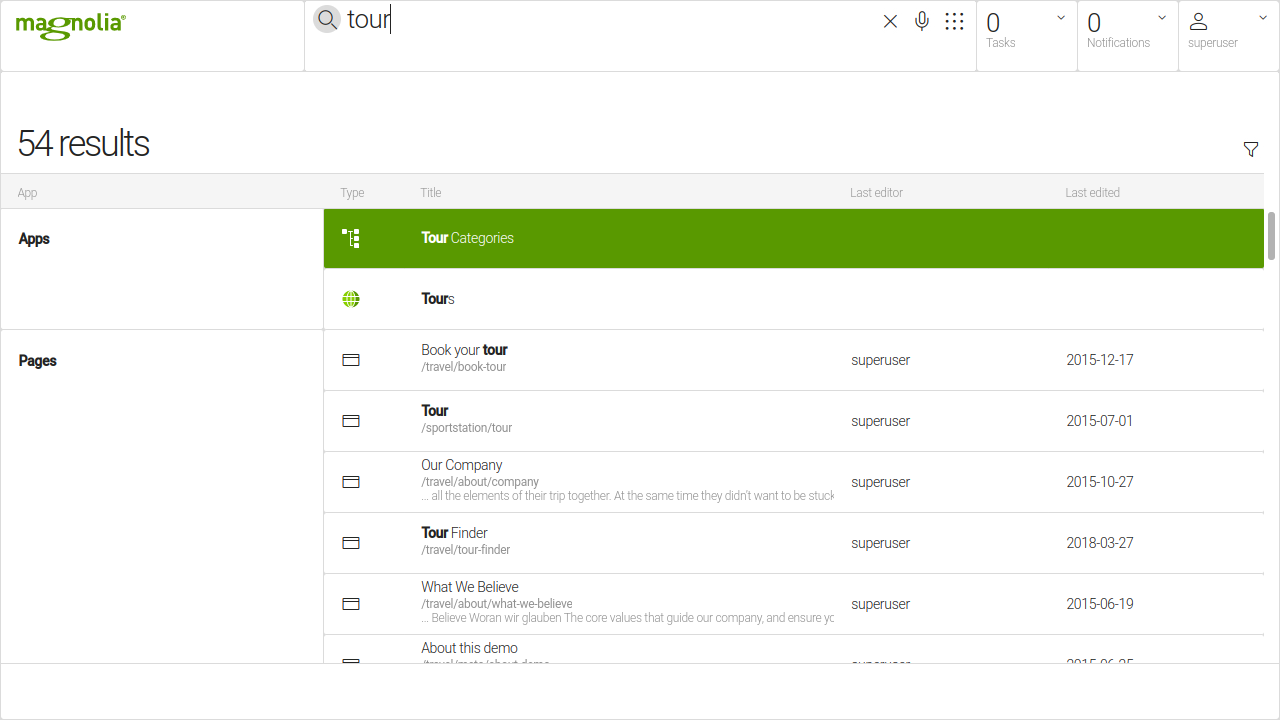 magnolia®
tour
0
Tasks
0
Notifications
superuser
54 results
App Type Title Last editor Last edited
Apps
Tour Categories
Tours
Pages
Book your tour
/travel/book-tour
superuser 2015-12-17
Tour
/sportstation/tour
superuser 2015-07-01
Our Company
/travel/about/company
... all the elements of their trip together. At the same time they didn't want to be stuck
superuser 2015-10-27
Tour Finder
/travel/tour-finder
superuser 2018-03-27
What We Believe
/travel/about/what-we-believe
... Believe Woran wir glauben The core values that guide our company, and ensure yo
superuser 2015-06-19
About this demo